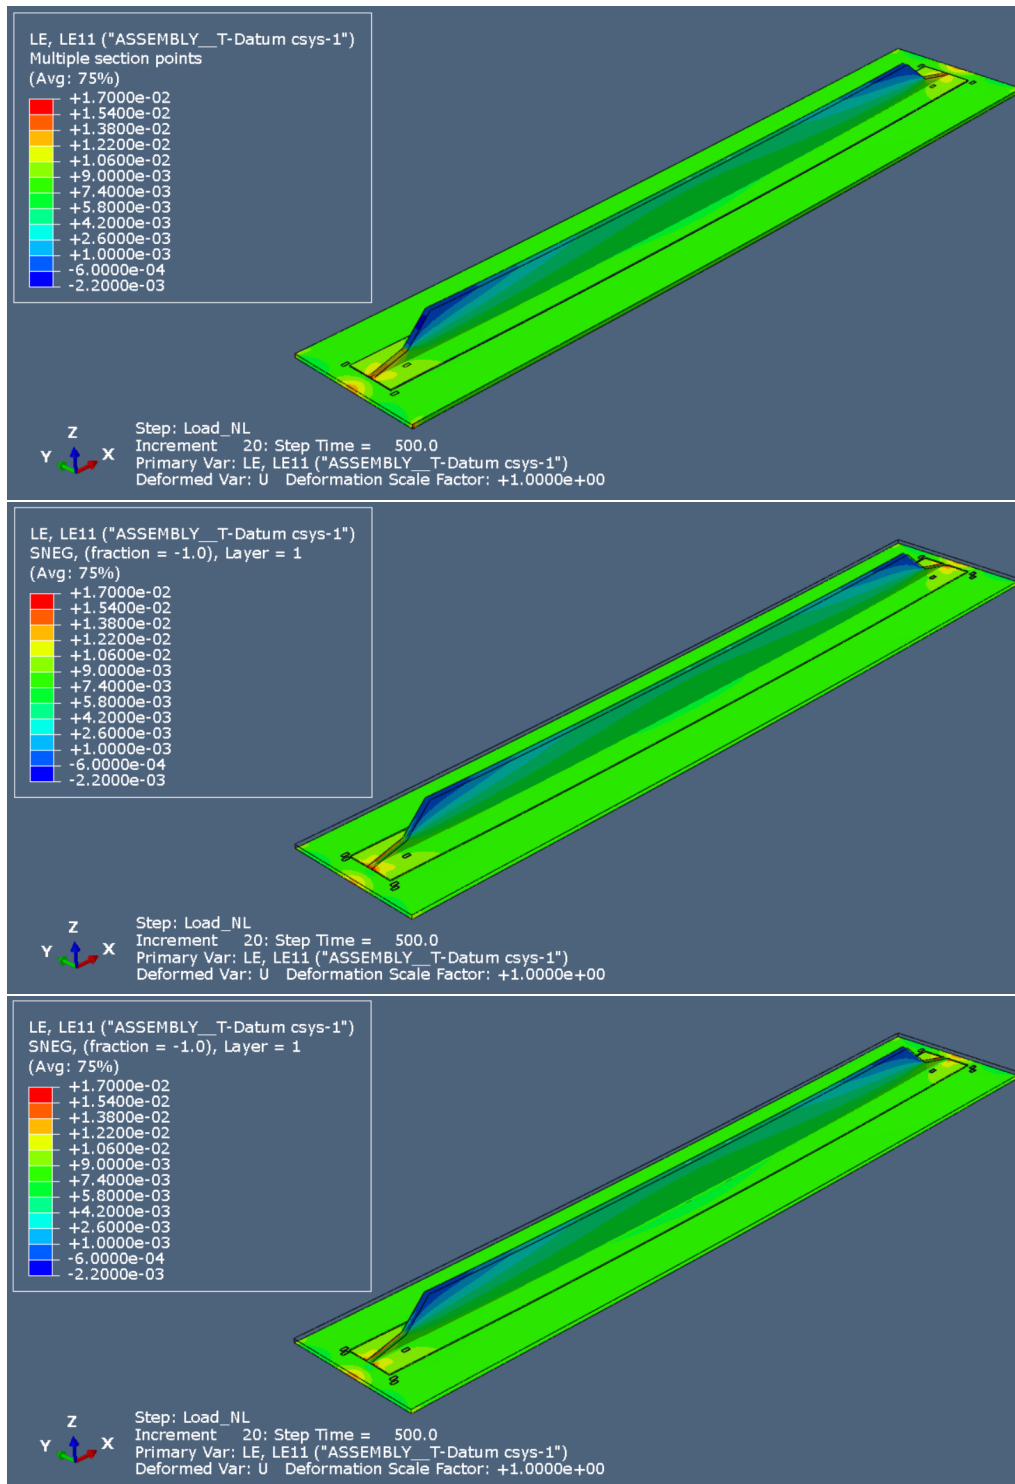 LE, LE11 ("ASSEMBLY__T-Datum csys-1")
Multiple section points
(Avg: 75%)
+1.7000e-02
+1.5400e-02
+1.3800e-02
+1.2200e-02
+1.0600e-02
+9.0000e-03
+7.4000e-03
+5.8000e-03
+4.2000e-03
+2.6000e-03
+1.0000e-03
-6.0000e-04
-2.2000e-03
Z
Y X
Step: Load_NL
Increment 20: Step Time = 500.0
Primary Var: LE, LE11 ("ASSEMBLY__T-Datum csys-1")
Deformed Var: U Deformation Scale Factor: +1.0000e+00
LE, LE11 ("ASSEMBLY__T-Datum csys-1")
SNEG, (fraction = -1.0), Layer = 1
(Avg: 75%)
+1.7000e-02
+1.5400e-02
+1.3800e-02
+1.2200e-02
+1.0600e-02
+9.0000e-03
+7.4000e-03
+5.8000e-03
+4.2000e-03
+2.6000e-03
+1.0000e-03
-6.0000e-04
-2.2000e-03
Z
Y X
Step: Load_NL
Increment 20: Step Time = 500.0
Primary Var: LE, LE11 ("ASSEMBLY__T-Datum csys-1")
Deformed Var: U Deformation Scale Factor: +1.0000e+00
LE, LE11 ("ASSEMBLY__T-Datum csys-1")
SNEG, (fraction = -1.0), Layer = 1
(Avg: 75%)
+1.7000e-02
+1.5400e-02
+1.3800e-02
+1.2200e-02
+1.0600e-02
+9.0000e-03
+7.4000e-03
+5.8000e-03
+4.2000e-03
+2.6000e-03
+1.0000e-03
-6.0000e-04
-2.2000e-03
Z
Y X
Step: Load_NL
Increment 20: Step Time = 500.0
Primary Var: LE, LE11 ("ASSEMBLY__T-Datum csys-1")
Deformed Var: U Deformation Scale Factor: +1.0000e+00